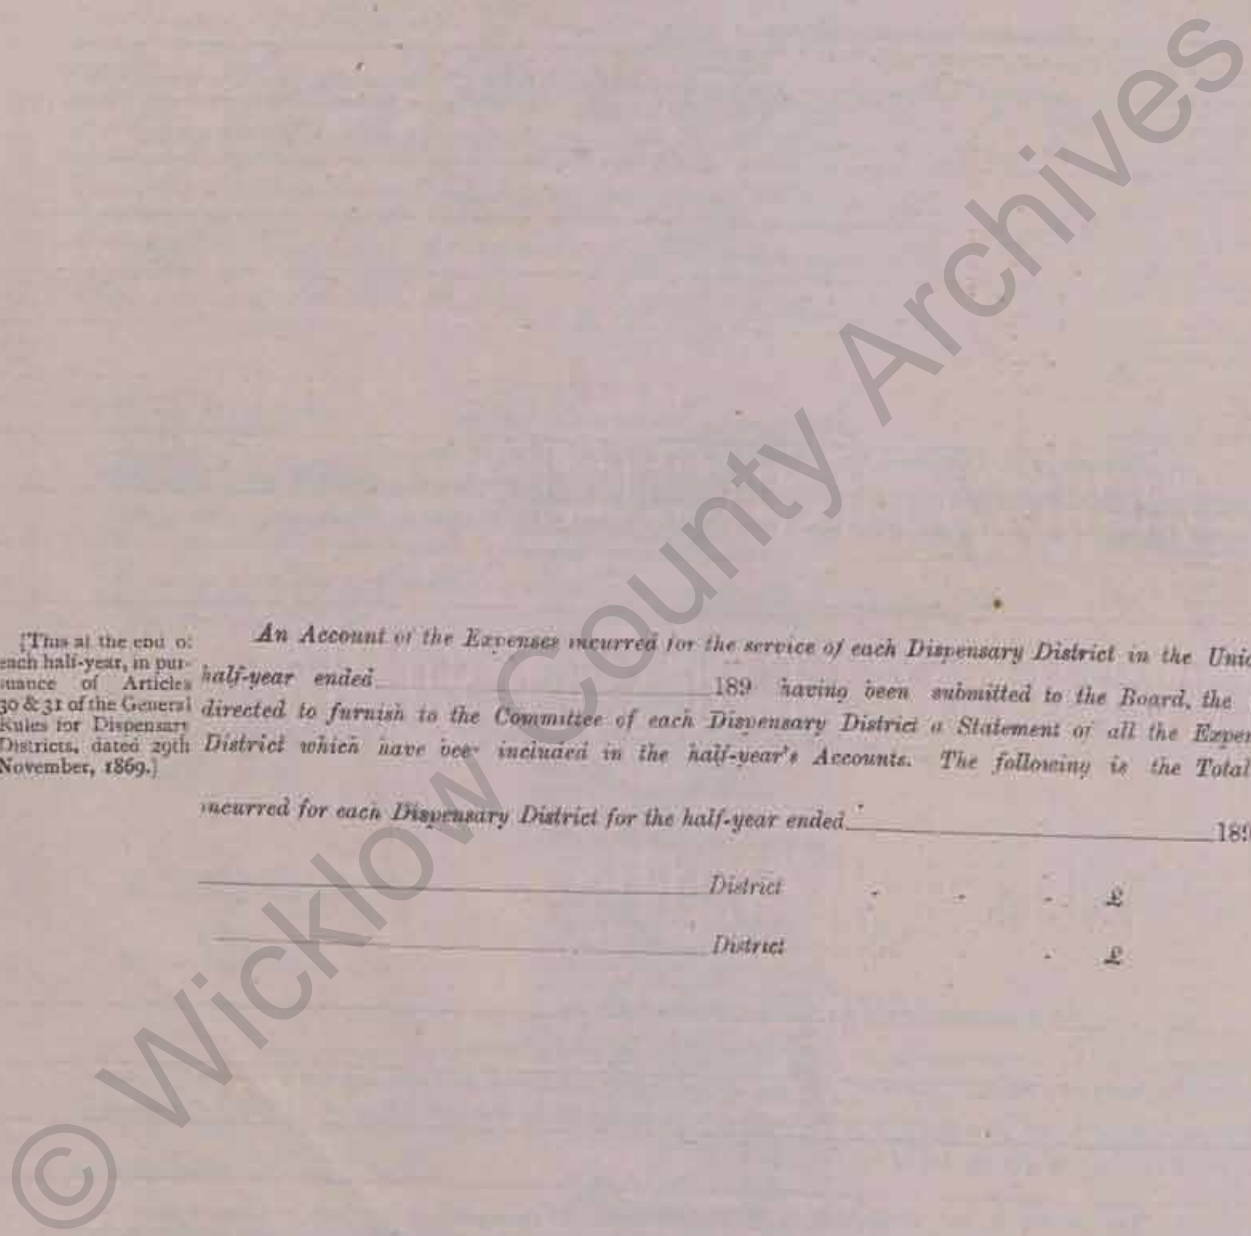 [This at the end of
each half-year, in pur-
suance of Articles
30 & 31 of the General
Rules for Dispensary
Districts, dated 29th
November, 1869.]
An Account of the Expenses incurred for the service of each Dispensary District in the Unio
half-year ended 189 having been submitted to the Board, the
directed to furnish to the Committee of each Dispensary District a Statement of all the Expen
District which have bee included in the half-year's Accounts. The following is the Total
incurred for each Dispensary District for the half-year ended 189
District - - - £
District - £
© Wicklow County Archives